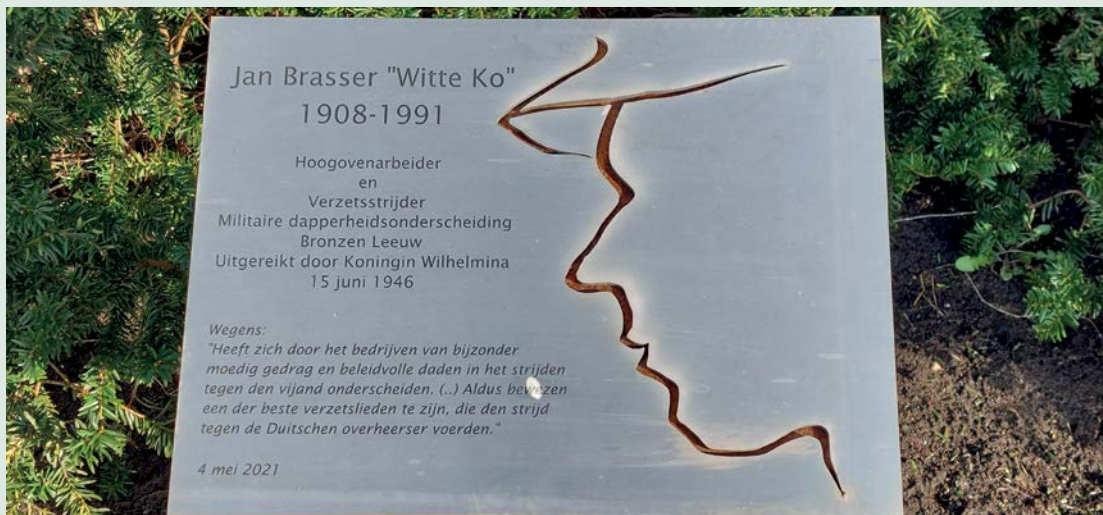 Jan Brasser "Witte Ko"
1908-1991
Hoogovenarbeider
en
Verzetsstrijder
Militaire dapperheidsonderscheiding
Bronzen Leeuw
Uitgereikt door Koningin Wilhelmina
15 juni 1946
Wegens:
"Heeft zich door het bedrijven van bijzonder
moedig gedrag en beleidvolle daden in het strijden
tegen den vijand onderscheiden. (..) Aldus bewezen
een der beste verzetslieden te zijn, die den strijd
tegen de Duitschen overheerser voerden."
4 mei 2021